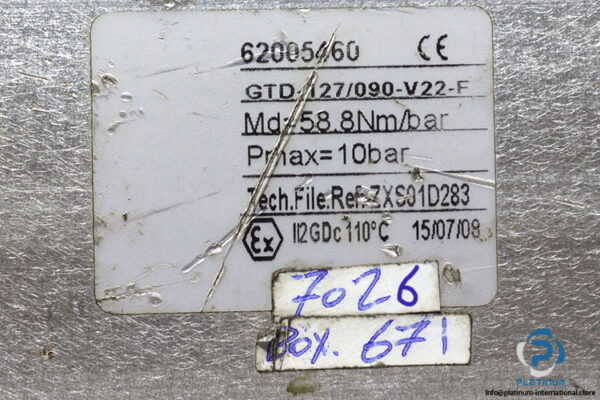 62005460 CE
GTD-127/090-V22-F
Md=58.8Nm/bar
Pmax=10bar
Tech.File.Ref.ZXS01D283
Ex II2GDc 110°C 15/07/08
7026
Box. 671
PLATINUM
info@platinum-international.store